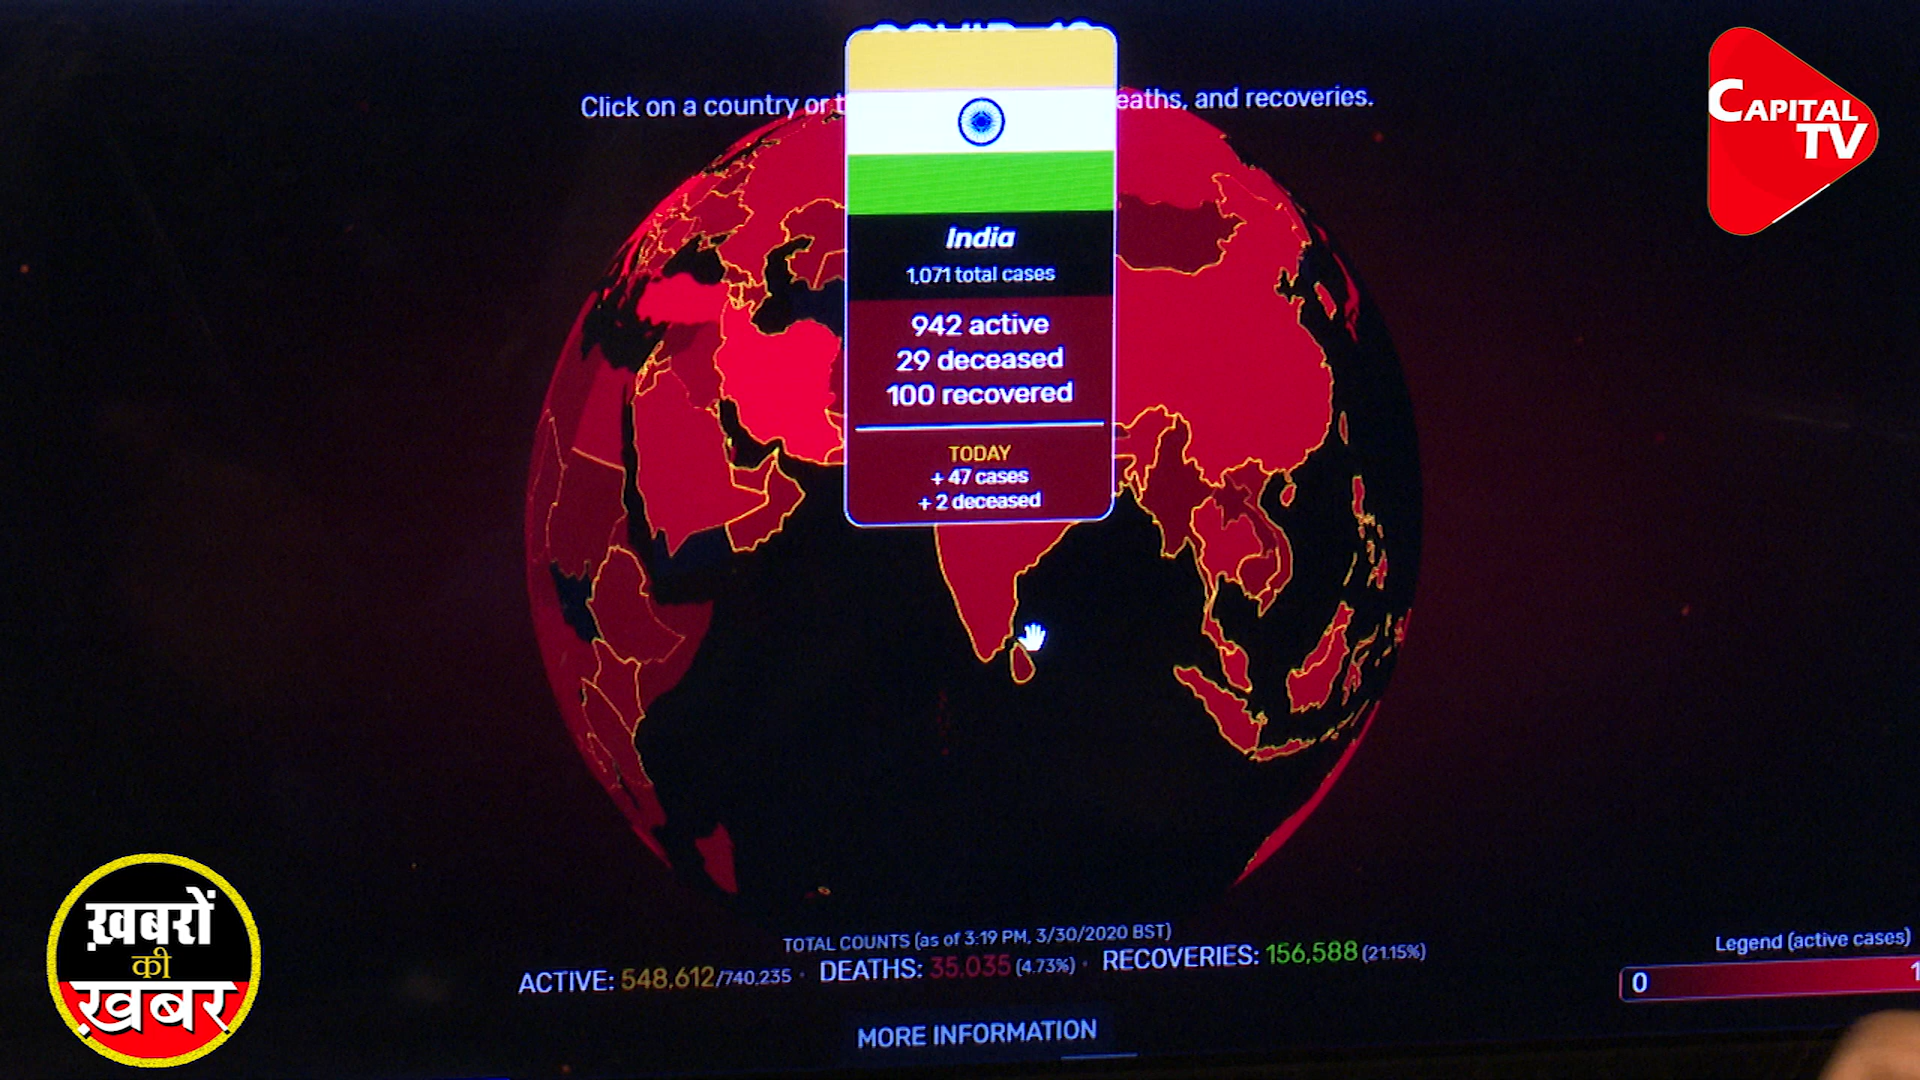 Click on a country or t
eaths, and recoveries.
CAPITAL
TV
India
1,071 total cases
942 active
29 deceased
100 recovered
TODAY
+ 47 cases
+ 2 deceased
TOTAL COUNTS (as of 3:19 PM, 3/30/2020 BST)
ACTIVE: 548,612/740,235 · DEATHS: 35,035 (4.73%) · RECOVERIES: 156,588 (21.15%)
MORE INFORMATION
Legend (active cases)
0
ख़बरों
की
ख़बर